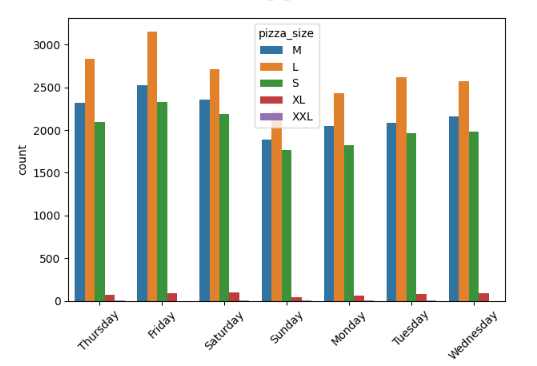 pizza_size
M
L
S
XL
XXL
3000
2500
2000
1500
1000
500
0
count
Thursday
Friday
Saturday
Sunday
Monday
Tuesday
Wednesday